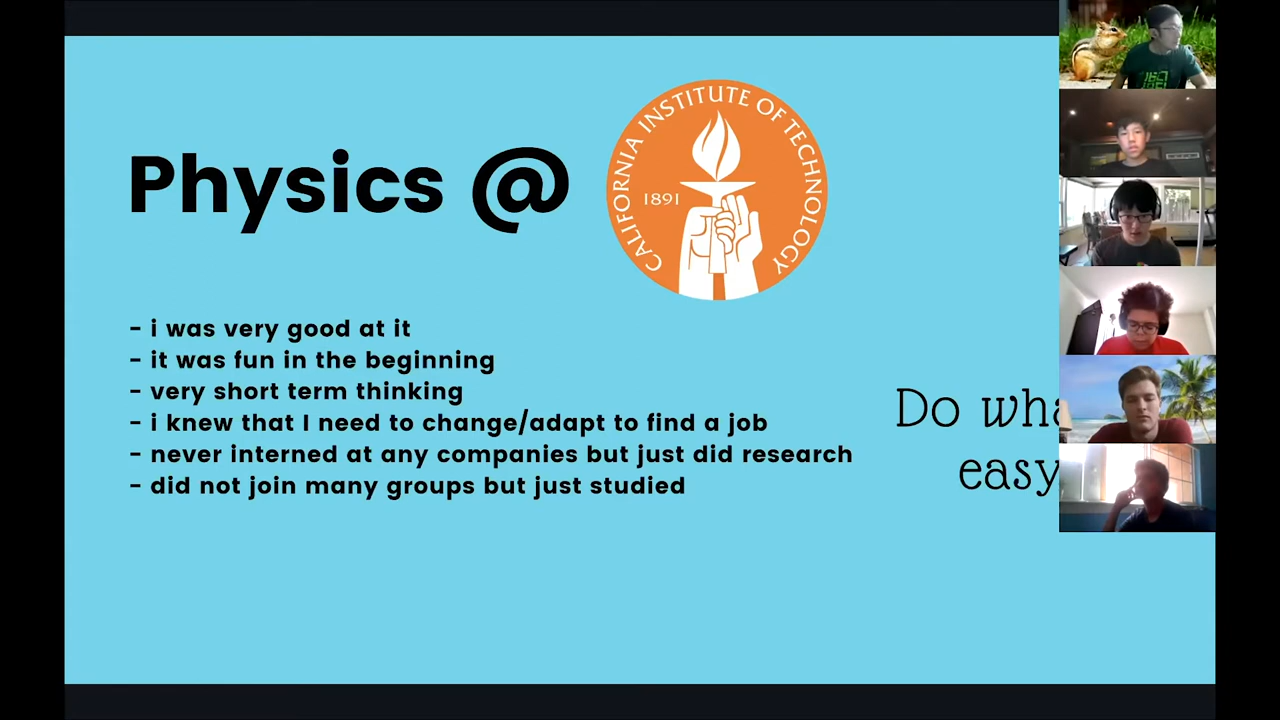 Physics @
CALIFORNIA INSTITUTE OF TECHNOLOGY
1891
- i was very good at it
- it was fun in the beginning
- very short term thinking
- i knew that I need to change/adapt to find a job
- never interned at any companies but just did research
- did not join many groups but just studied
Do
easy